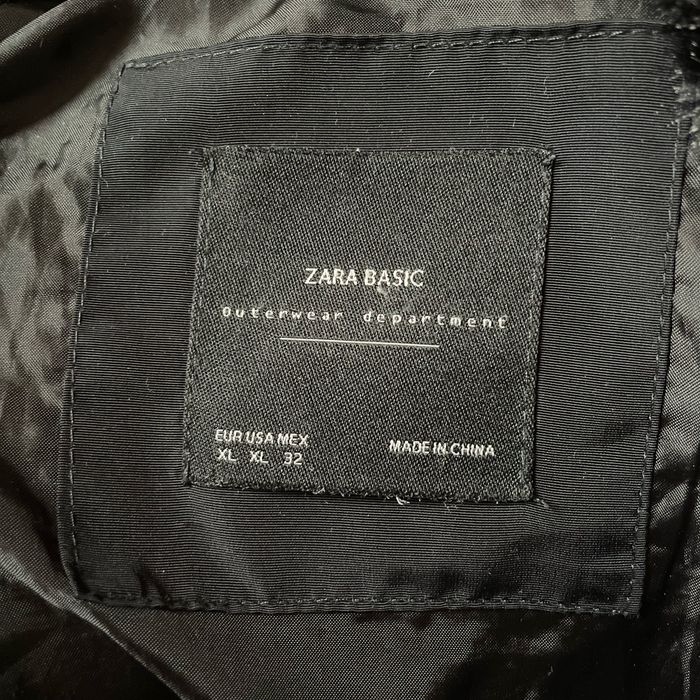 ZARA BASIC
Outerwear department
EUR USA MEX
XL XL 32
MADE IN CHINA